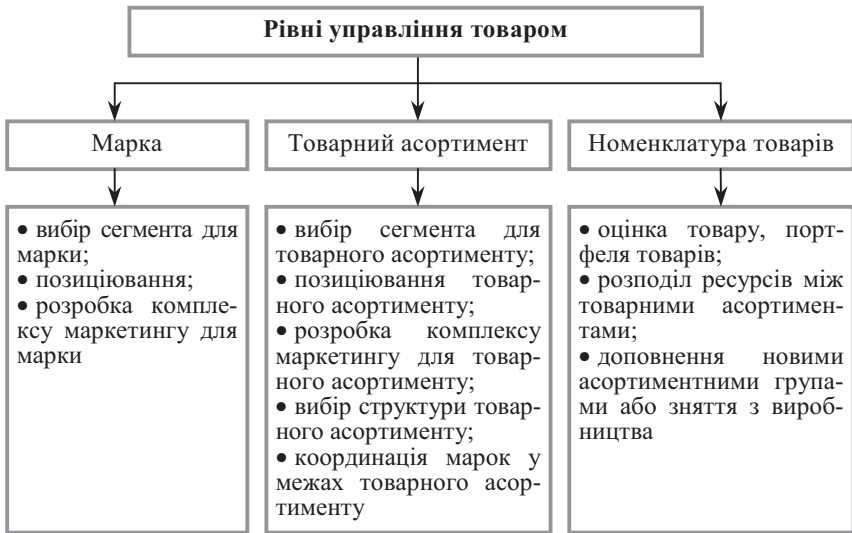 Рівні управління товаром
Марка
Товарний асортимент
Номенклатура товарів
• вибір сегмента для
марки;
• позиціювання;
• розробка компле-
ксу маркетингу для
марки
• вибір сегмента для
товарного асортименту;
• позиціювання товар-
ного асортименту;
• розробка комплексу
маркетингу для товар-
ного асортименту;
• вибір структури товар-
ного асортименту;
• координація марок у
межах товарного асор-
тименту
• оцінка товару, порт-
феля товарів;
• розподіл ресурсів між
товарними асортимен-
тами;
• доповнення новими
асортиментними група-
ми або зняття з вироб-
ництва